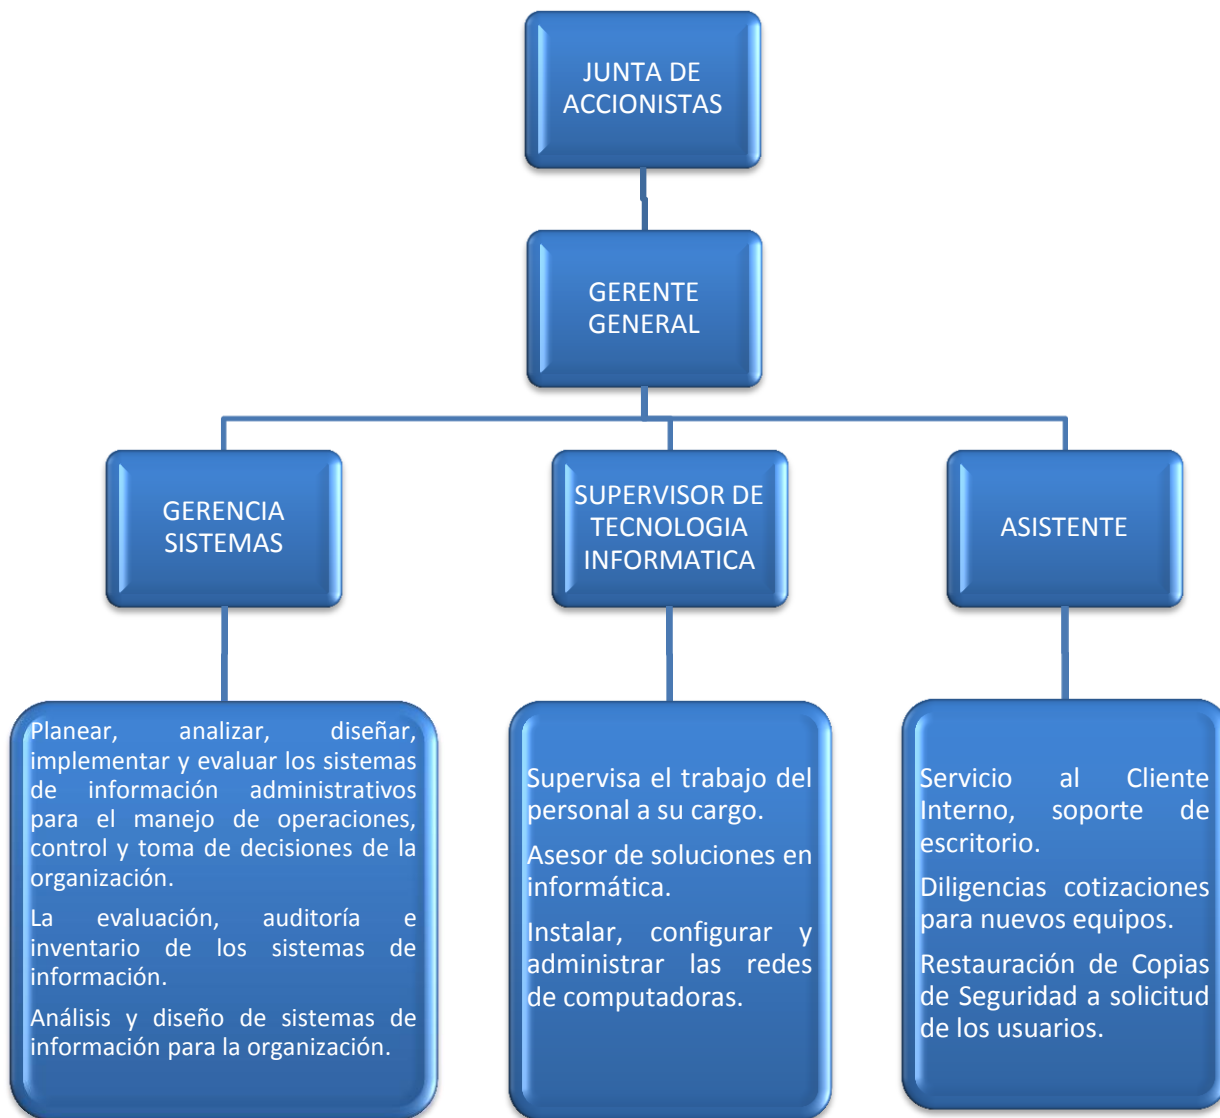 JUNTA DE
ACCIONISTAS
GERENTE
GENERAL
GERENCIA
SISTEMAS
SUPERVISOR DE
TECNOLOGIA
INFORMATICA
ASISTENTE
Planear, analizar, diseñar,
implementar y evaluar los sistemas
de información administrativos
para el manejo de operaciones,
control y toma de decisiones de la
organización.
La evaluación, auditoría e
inventario de los sistemas de
información.
Análisis y diseño de sistemas de
información para la organización.
Supervisa el trabajo del
personal a su cargo.
Asesor de soluciones en
informática.
Instalar, configurar y
administrar las redes
de computadoras.
Servicio al Cliente
Interno, soporte de
escritorio.
Diligencias cotizaciones
para nuevos equipos.
Restauración de Copias
de Seguridad a solicitud
de los usuarios.